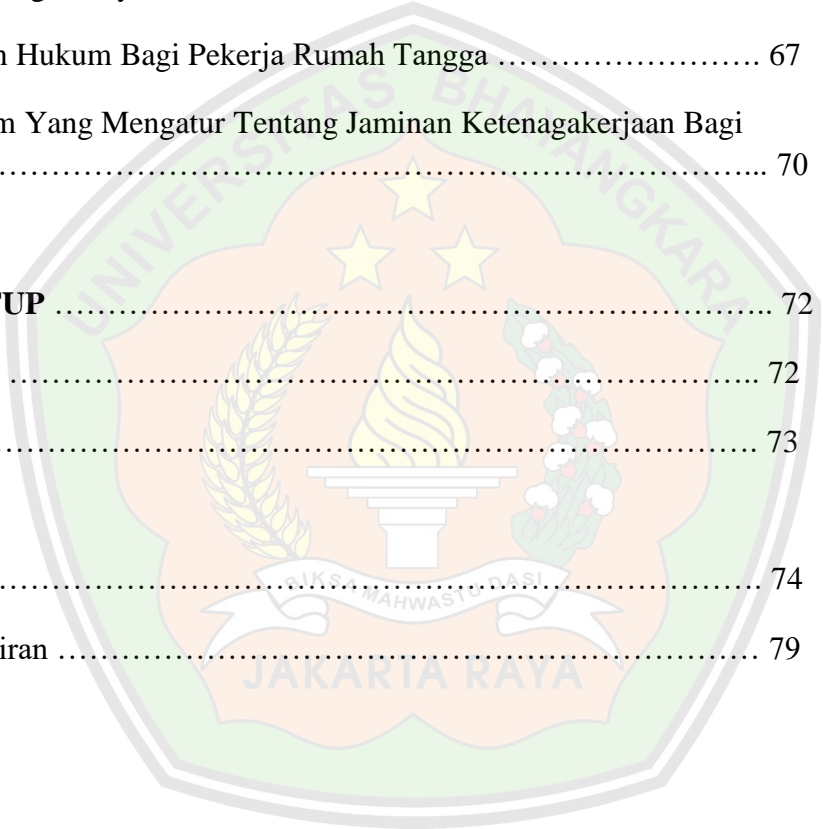 n Hukum Bagi Pekerja Rumah Tangga ……………………. 67
m Yang Mengatur Tentang Jaminan Ketenagakerjaan Bagi
………………………………………………………………... 70
TUP …………………………………………………………….. 72
……………………………………………………………….. 72
………………………………………………………………. 73
………………………………………………………………. 74
iran …………………………………………………………… 79
UNIVERSITAS BHAYANGKARA
BIKSA MAHWASTU DASI
JAKARTA RAYA